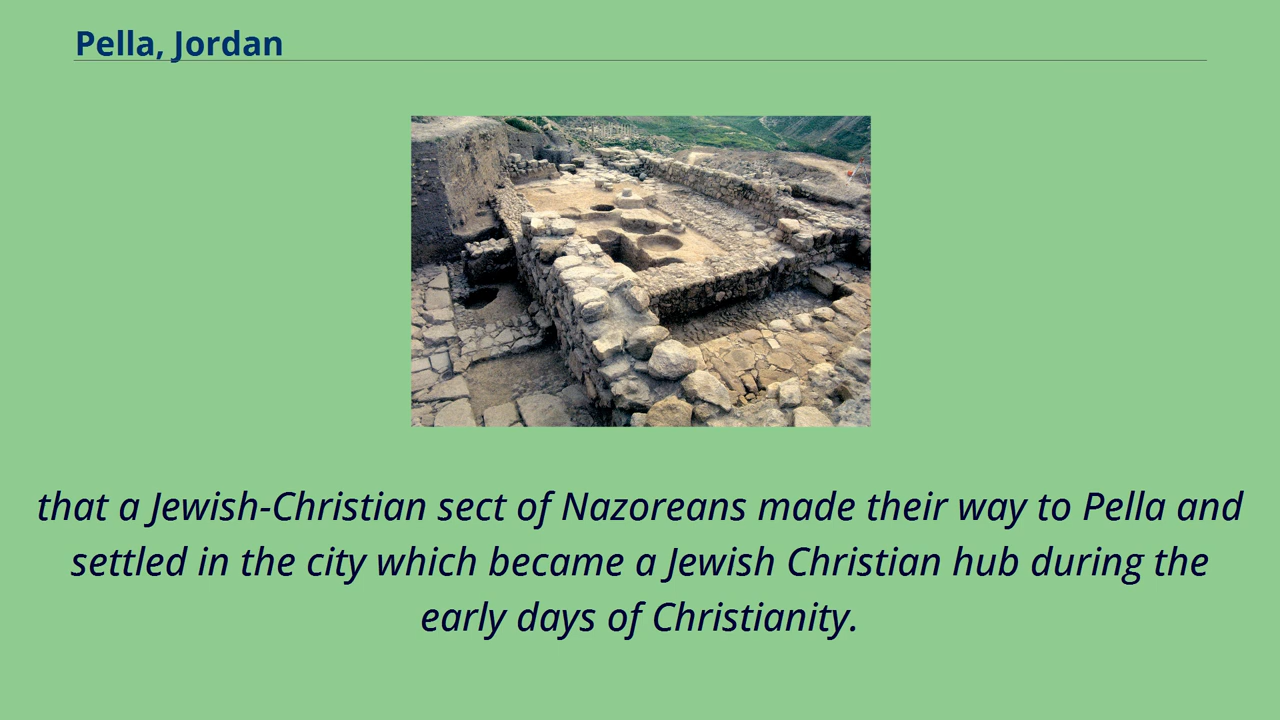 Pella, Jordan
that a Jewish-Christian sect of Nazoreans made their way to Pella and
settled in the city which became a Jewish Christian hub during the
early days of Christianity.